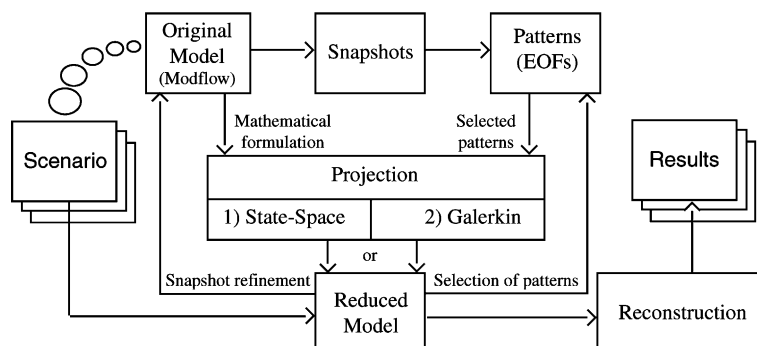 Original
Model
(Modflow)
Snapshots
Patterns
(EOFs)
Mathematical
formulation
Selected
patterns
Scenario
Projection
Results
1) State-Space
2) Galerkin
or
Snapshot refinement
Selection of patterns
Reduced
Model
Reconstruction